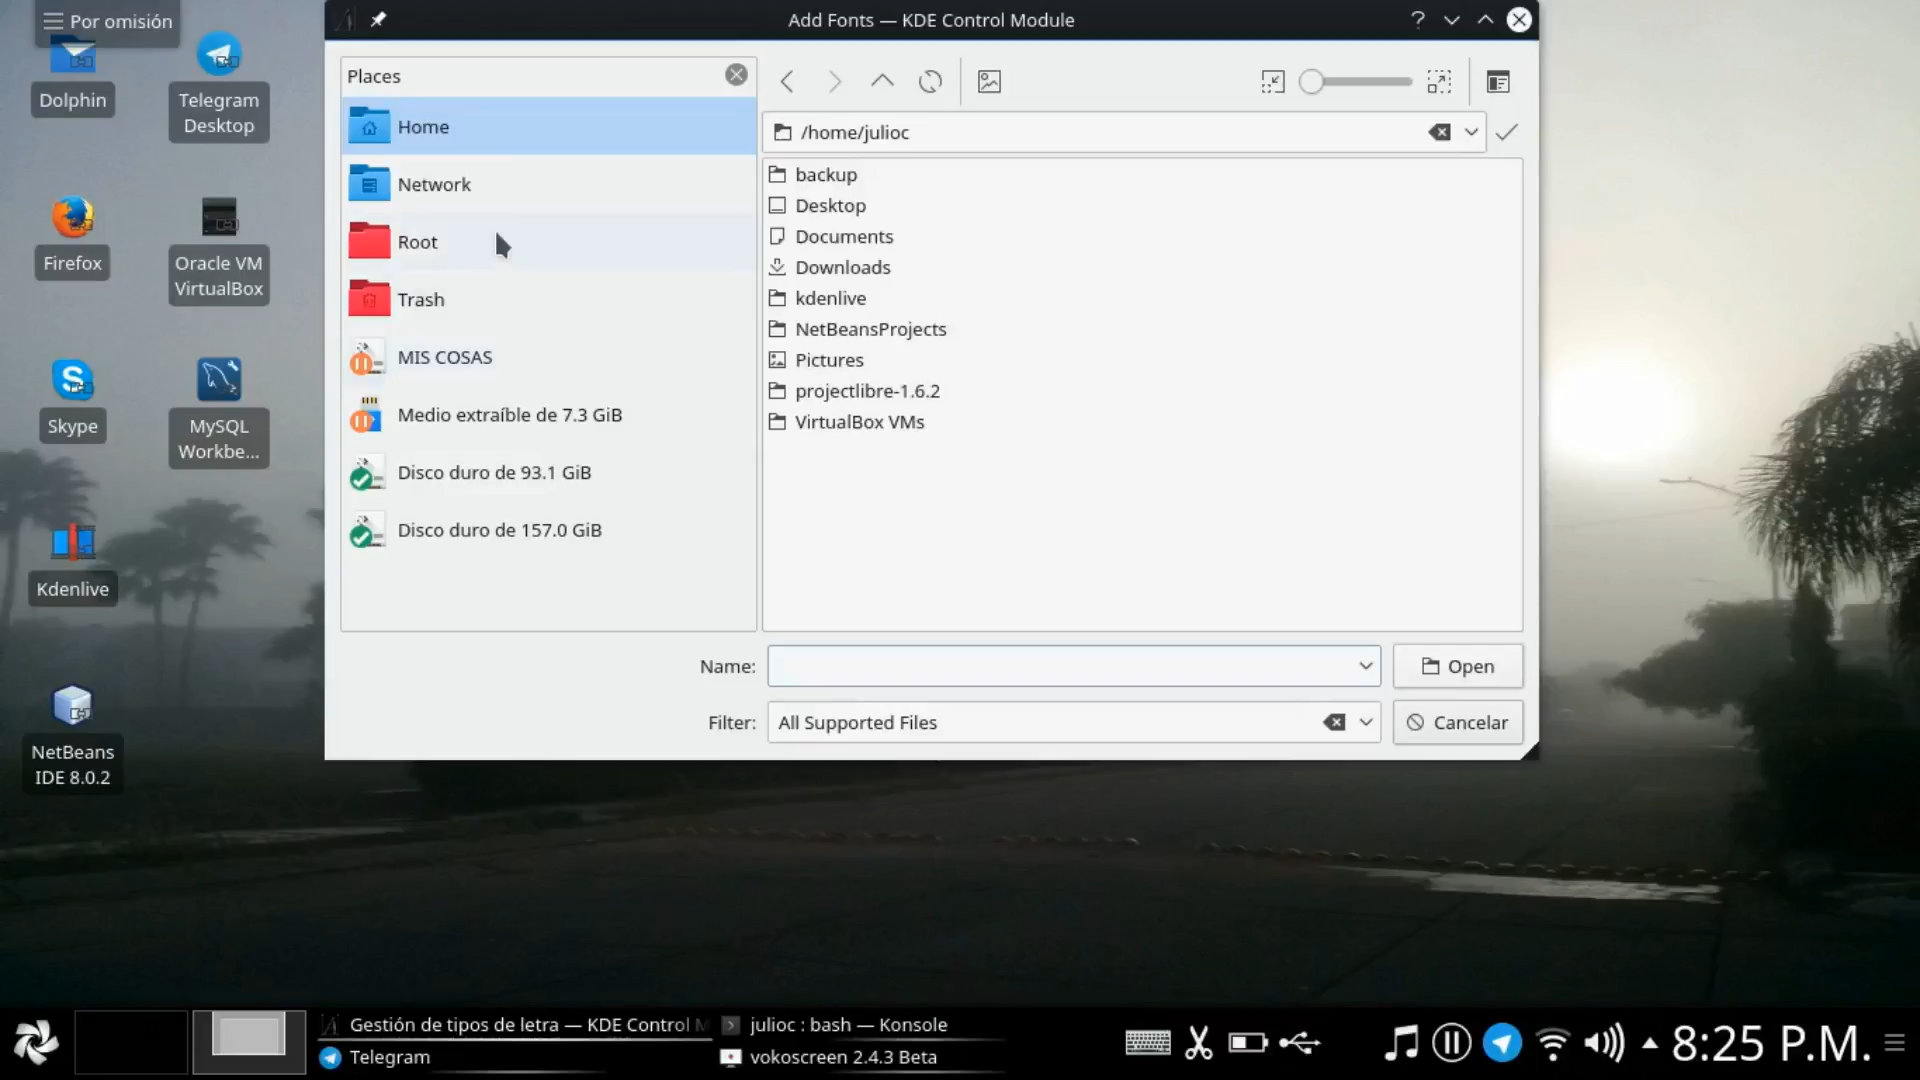 Por omisión
Dolphin
Telegram
Desktop
Firefox
Oracle VM
VirtualBox
Skype
MySQL
Workbe...
Kdenlive
NetBeans
IDE 8.0.2
Add Fonts — KDE Control Module
Places
Home
Network
Root
Trash
MIS COSAS
Medio extraíble de 7.3 GiB
Disco duro de 93.1 GiB
Disco duro de 157.0 GiB
/home/julioc
backup
Desktop
Documents
Downloads
kdenlive
NetBeansProjects
Pictures
projectlibre-1.6.2
VirtualBox VMs
Name:
Open
Filter: All Supported Files
Cancelar
Gestión de tipos de letra — KDE Control M
julioc : bash — Konsole
Telegram
vokoscreen 2.4.3 Beta
8:25 P.M.